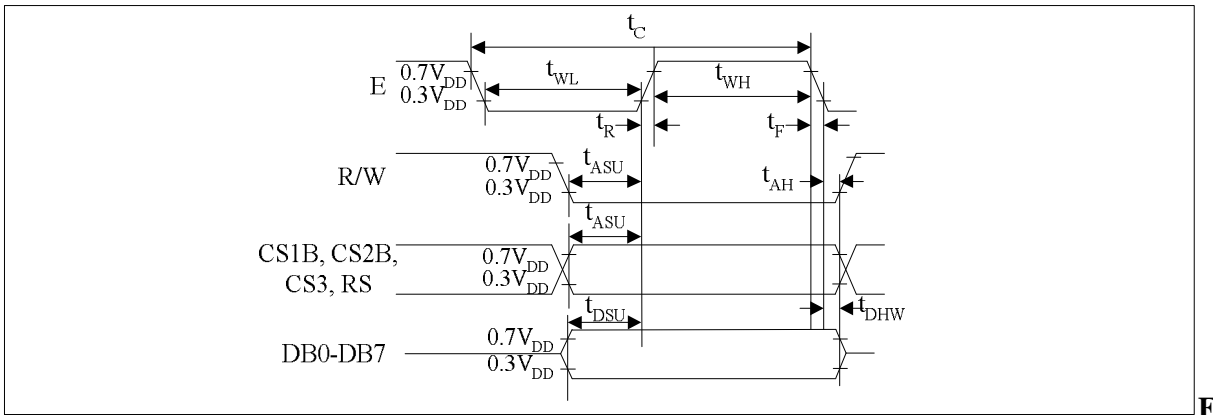 tC
0.7VDD
tWL
tWH
E
0.3VDD
tR
tF
0.7VDD
tASU
R/W
0.3VDD
tAH
tASU
CS1B, CS2B,
0.7VDD
CS3, RS
0.3VDD
tDSU
tDHW
0.7VDD
DB0-DB7
0.3VDD